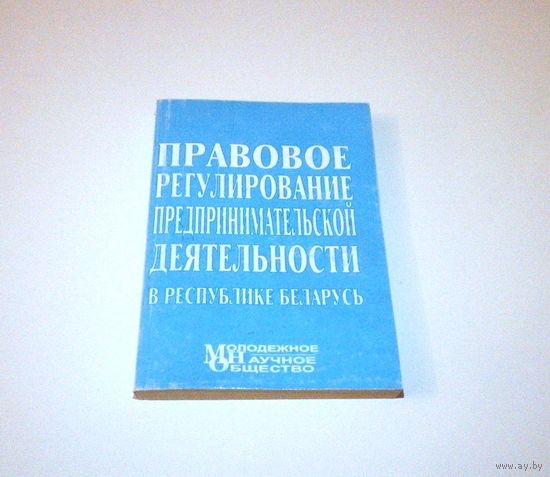 ПРАВОВОЕ
РЕГУЛИРОВАНИЕ
ПРЕДПРИНИМАТЕЛЬСКОЙ
ДЕЯТЕЛЬНОСТИ
В РЕСПУБЛИКЕ БЕЛАРУСЬ
МОЛОДЕЖНОЕ
НАУЧНОЕ
ОБЩЕСТВО
www.ay.by